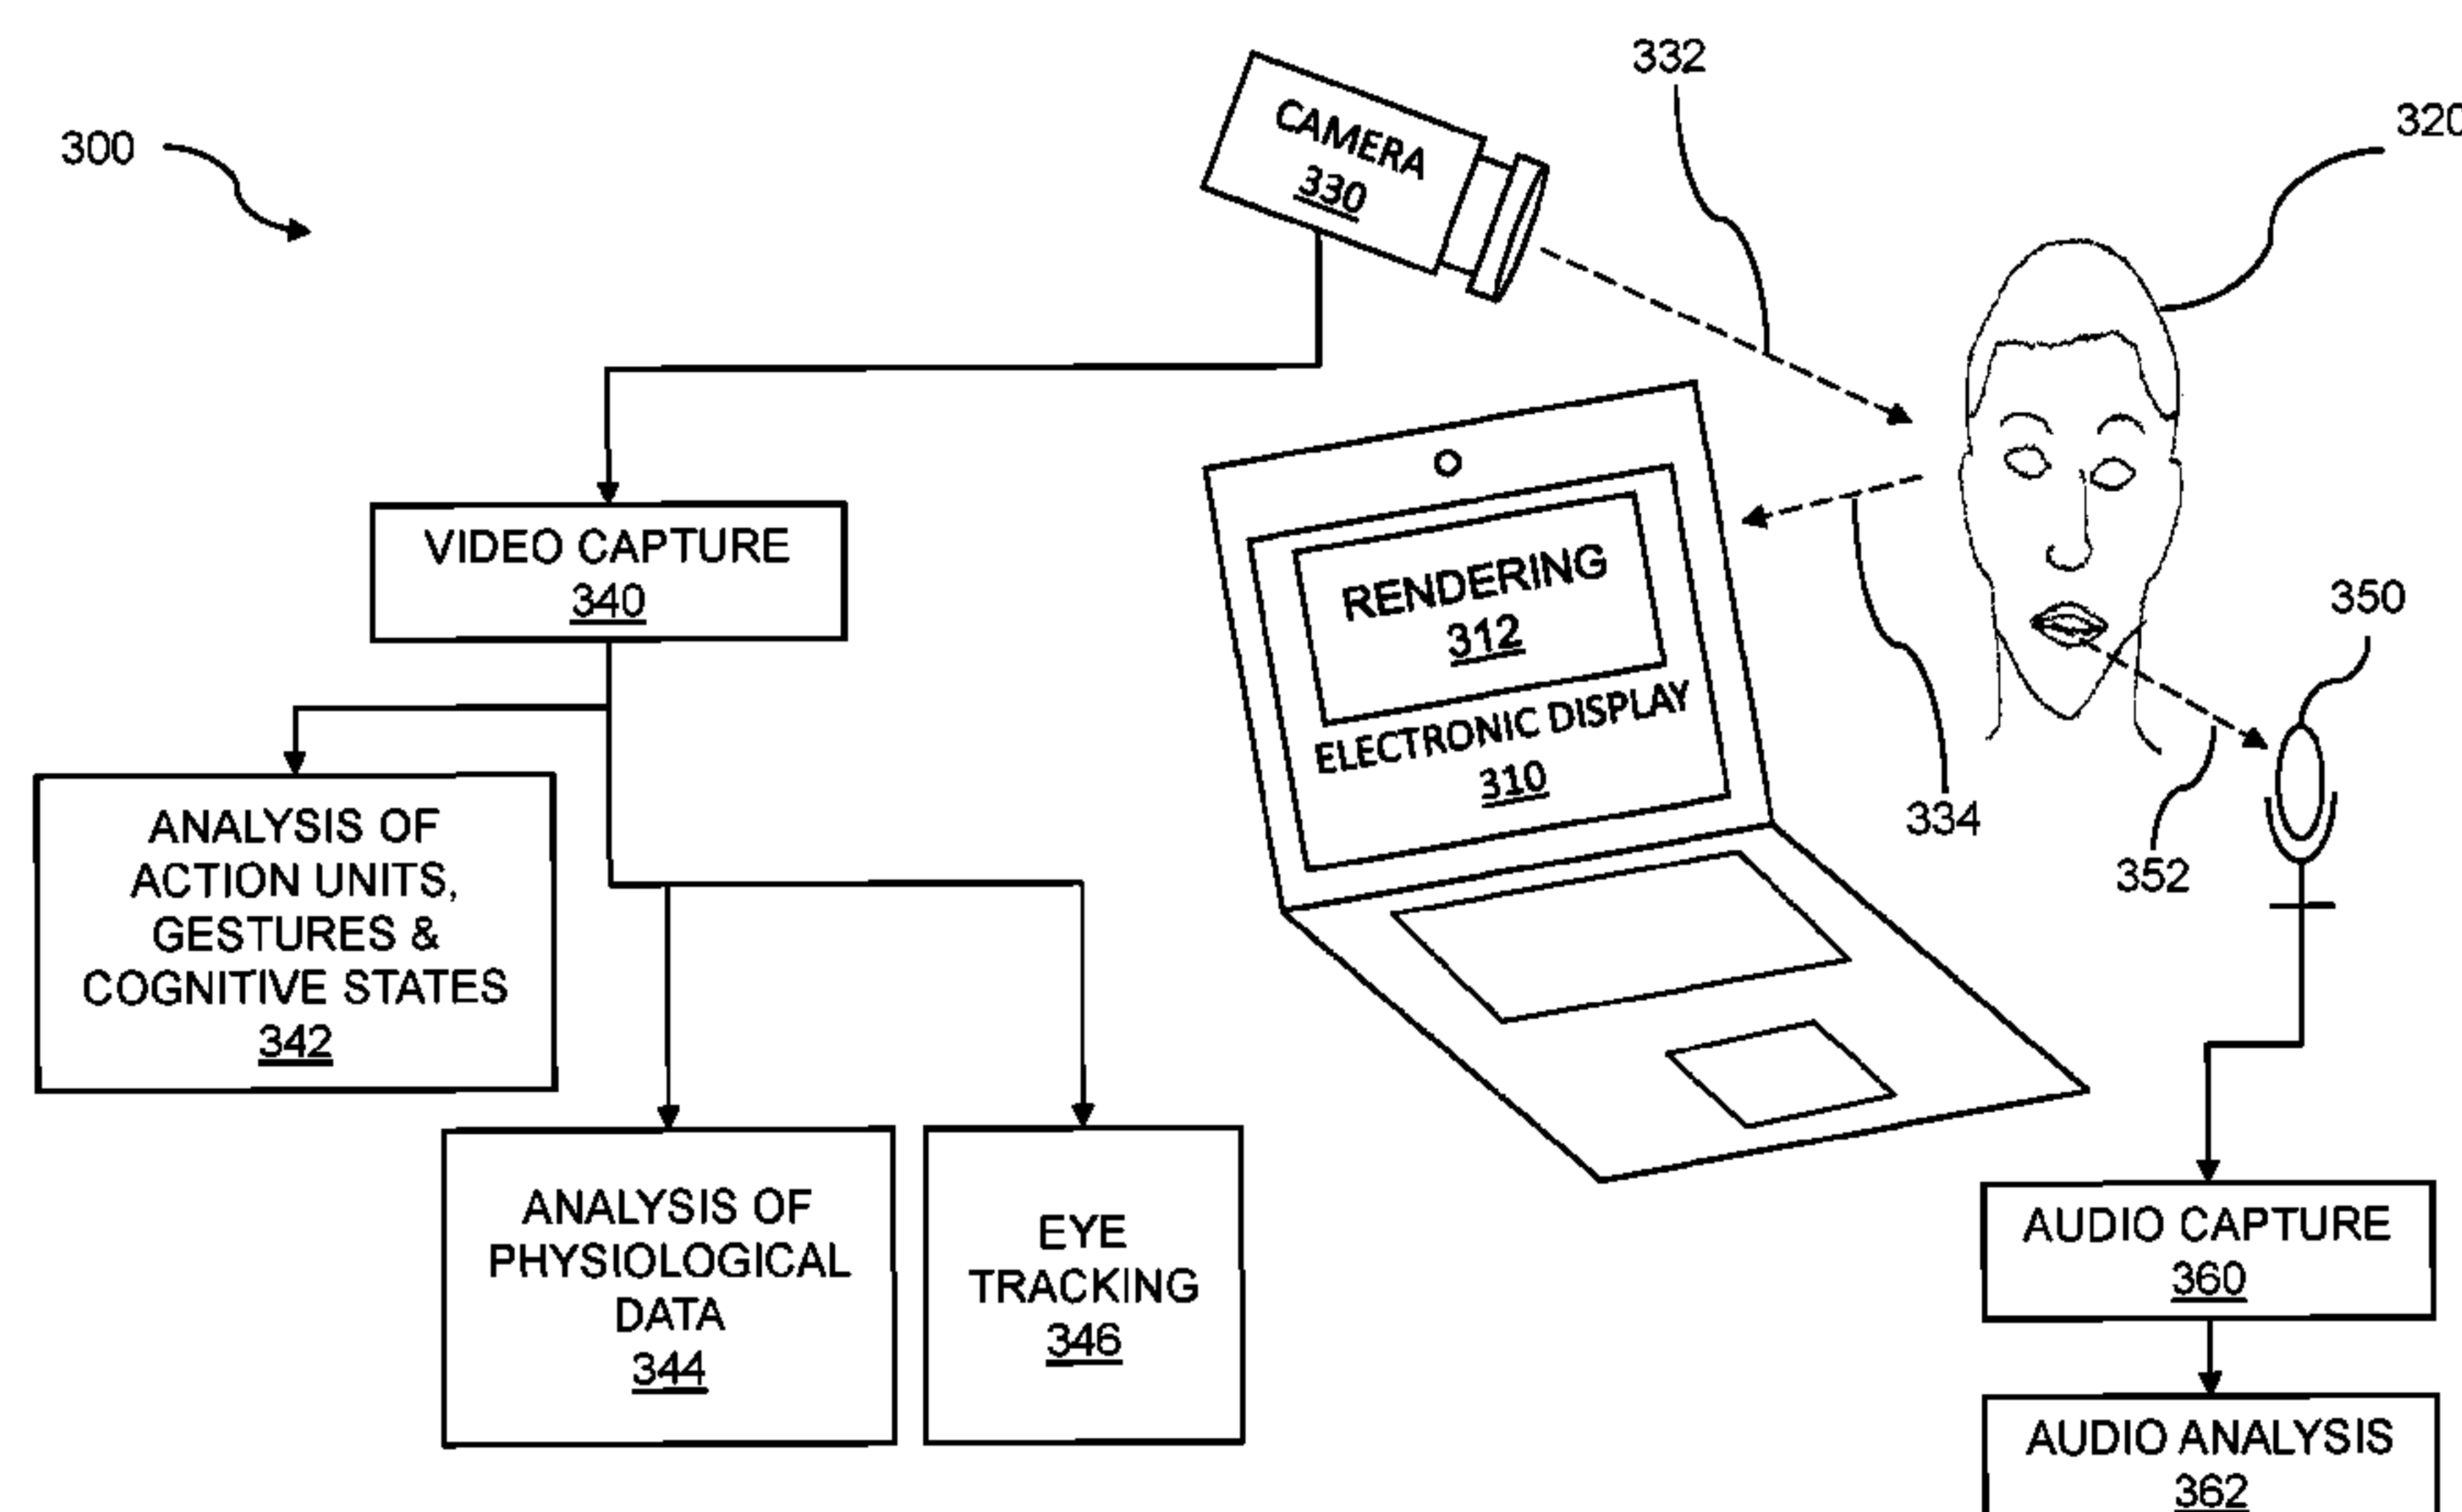 300
332
320
CAMERA
330
VIDEO CAPTURE
340
RENDERING
312
ELECTRONIC DISPLAY
310
334
350
352
ANALYSIS OF
ACTION UNITS,
GESTURES &
COGNITIVE STATES
342
ANALYSIS OF
PHYSIOLOGICAL
DATA
344
EYE
TRACKING
346
AUDIO CAPTURE
360
AUDIO ANALYSIS
362